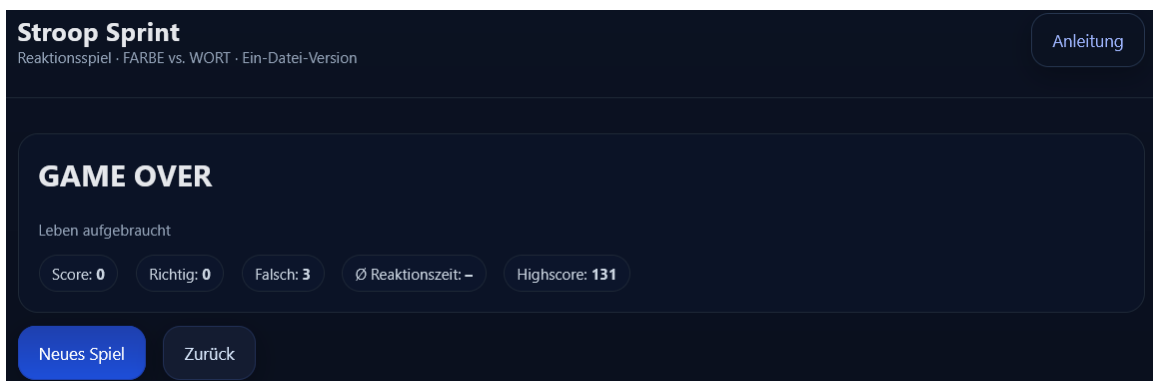 Stroop Sprint
Reaktionsspiel · FARBE vs. WORT · Ein-Datei-Version
Anleitung
GAME OVER
Leben aufgebraucht
Score: 0 Richtig: 0 Falsch: 3 Ø Reaktionszeit: – Highscore: 131
Neues Spiel Zurück